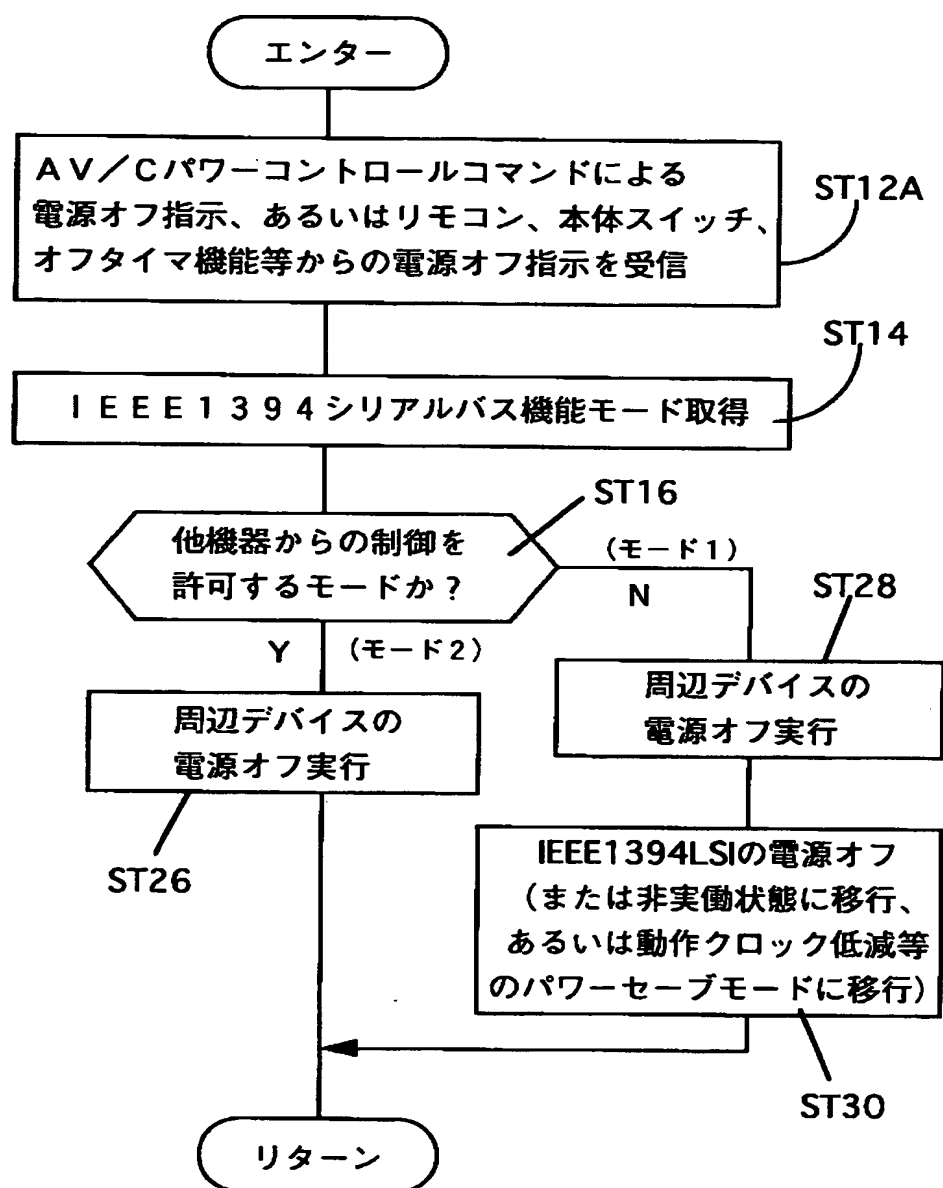 エンター
AV/Cパワーコントロールコマンドによる
電源オフ指示、あるいはリモコン、本体スイッチ、
オフタイマ機能等からの電源オフ指示を受信
ST12A
ST14
IEEE1394シリアルバス機能モード取得
ST16
他機器からの制御を
許可するモードか?
(モード1)
N
Y
(モード2)
ST28
周辺デバイスの
電源オフ実行
周辺デバイスの
電源オフ実行
ST26
IEEE1394LSIの電源オフ
(または非実働状態に移行、
あるいは動作クロック低減等
のパワーセーブモードに移行)
ST30
リターン